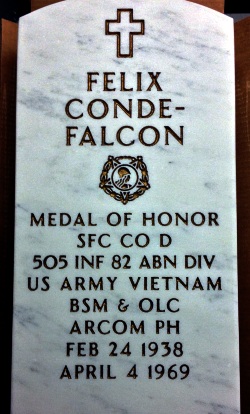 FELIX
CONDE-
FALCON
MEDAL OF HONOR
SFC CO D
505 INF 82 ABN DIV
US ARMY VIETNAM
BSM & OLC
ARCOM PH
FEB 24 1938
APRIL 4 1969